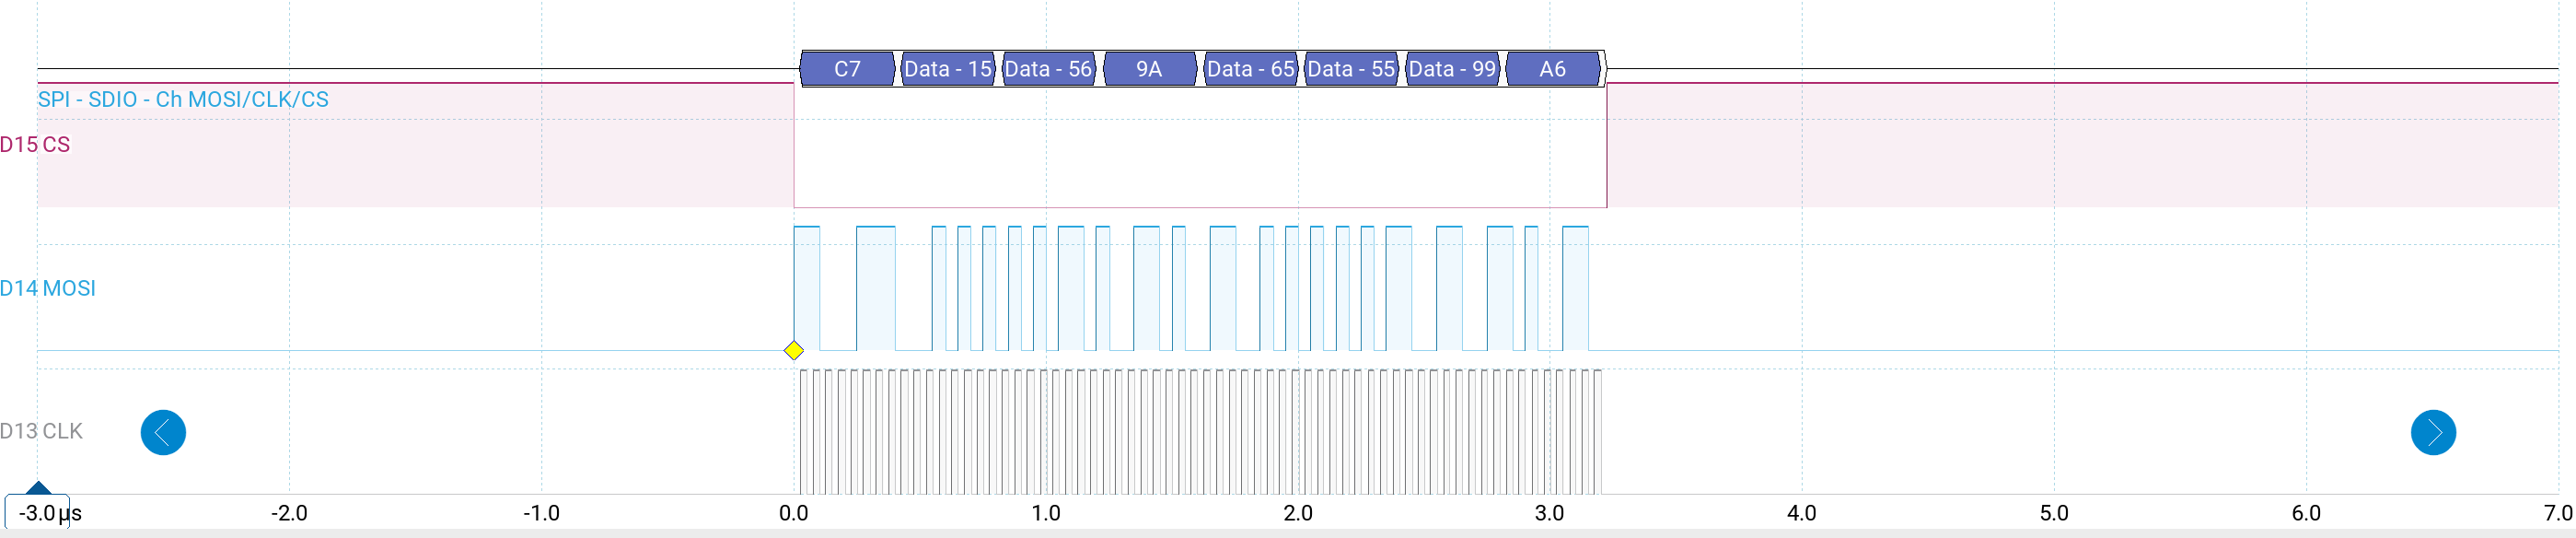 C7 Data - 15 Data - 56 9A Data - 65 Data - 55 Data - 99 A6
SPI - SDIO - Ch MOSI/CLK/CS
D15 CS
D14 MOSI
D13 CLK
-3.0 µs -2.0 -1.0 0.0 1.0 2.0 3.0 4.0 5.0 6.0 7.0